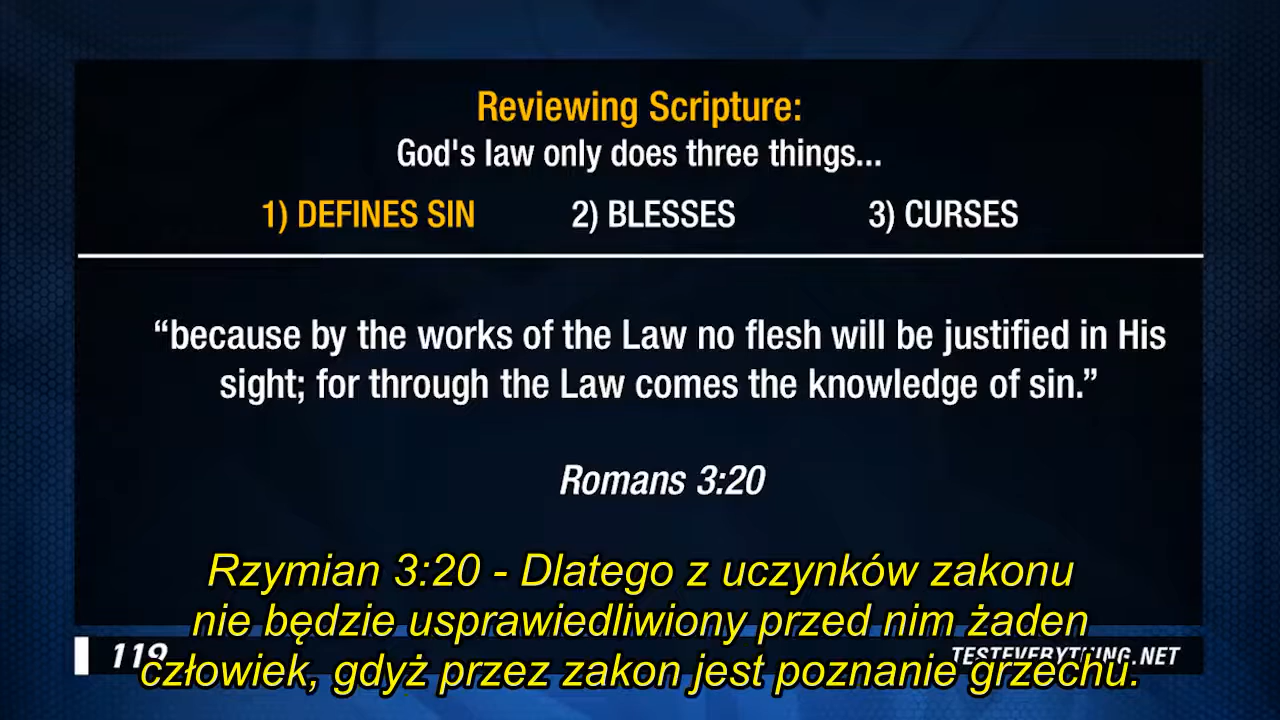 Reviewing Scripture:
God's law only does three things...
1) DEFINES SIN 2) BLESSES 3) CURSES
“because by the works of the Law no flesh will be justified in His
sight; for through the Law comes the knowledge of sin.”
Romans 3:20
Rzymian 3:20 - Dlatego z uczynków zakonu
nie będzie usprawiedliwiony przed nim żaden
człowiek, gdyż przez zakon jest poznanie grzechu.
119
TESTEVERYTHING.NET